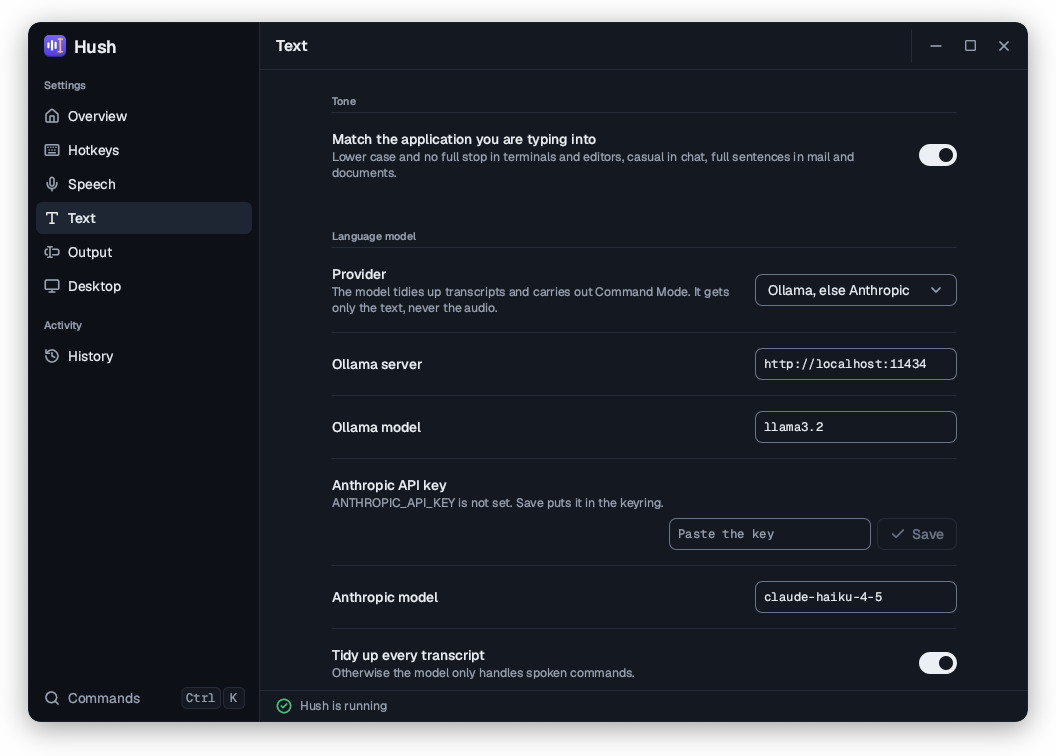 Hush
Settings
Overview
Hotkeys
Speech
Text
Output
Desktop
Activity
History
Commands
Ctrl K
Text
Tone
Match the application you are typing into
Lower case and no full stop in terminals and editors, casual in chat, full sentences in mail and
documents.
Language model
Provider
The model tidies up transcripts and carries out Command Mode. It gets
only the text, never the audio.
Ollama, else Anthropic
Ollama server
http://localhost:11434
Ollama model
llama3.2
Anthropic API key
ANTHROPIC_API_KEY is not set. Save puts it in the keyring.
Paste the key
Save
Anthropic model
claude-haiku-4-5
Tidy up every transcript
Otherwise the model only handles spoken commands.
Hush is running